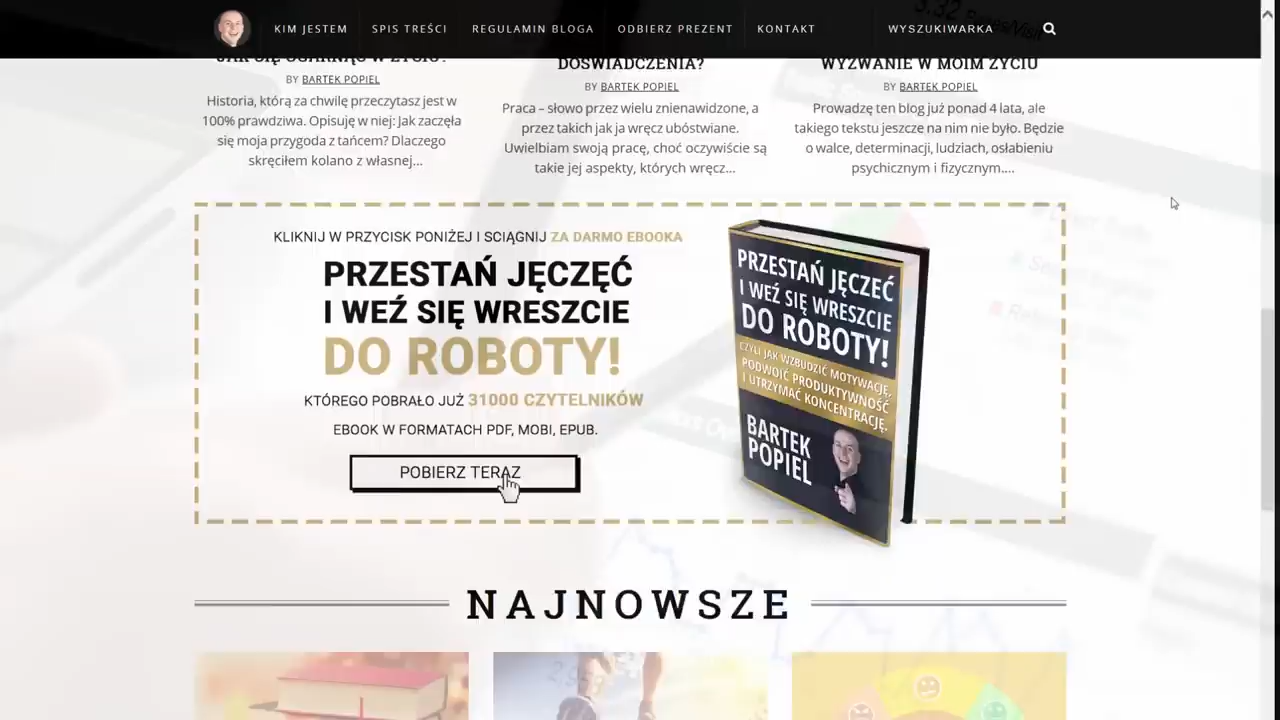 KIM JESTEM
SPIS TREŚCI
REGULAMIN BLOGA
ODBIERZ PREZENT
KONTAKT
WYSZUKIWARKA
JAK SIĘ OGARNĄĆ W ŻYCIU?
BY BARTEK POPIEL
Historia, którą za chwilę przeczytasz jest w
100% prawdziwa. Opisuję w niej: Jak zaczęła
się moja przygoda z tańcem? Dlaczego
skręciłem kolano z własnej...
DOŚWIADCZENIA?
BY BARTEK POPIEL
Praca – słowo przez wielu znienawidzone, a
przez takich jak ja wręcz ubóstwiane.
Uwielbiam swoją pracę, choć oczywiście są
takie jej aspekty, których wręcz...
WYZWANIE W MOIM ŻYCIU
BY BARTEK POPIEL
Prowadzę ten blog już ponad 4 lata, ale
takiego tekstu jeszcze na nim nie było. Będzie
o walce, determinacji, ludziach, osłabieniu
psychicznym i fizycznym....
KLIKNIJ W PRZYCISK PONIŻEJ I SCIĄGNIJ ZA DARMO EBOOKA
PRZESTAŃ JĘCZĘĆ
I WEŹ SIĘ WRESZCIE
DO ROBOTY!
KTÓREGO POBRAŁO JUŻ 31000 CZYTELNIKÓW
EBOOK W FORMATACH PDF, MOBI, EPUB.
POBIERZ TERAZ
PRZESTAŃ JĘCZEĆ
I WEŹ SIĘ WRESZCIE
DO ROBOTY!
CZYLI JAK WZBUDZIĆ MOTYWACJĘ,
PODWOIĆ PRODUKTYWNOŚĆ
I UTRZYMAĆ KONCENTRACJĘ.
BARTEK
POPIEL
NAJNOWSZE